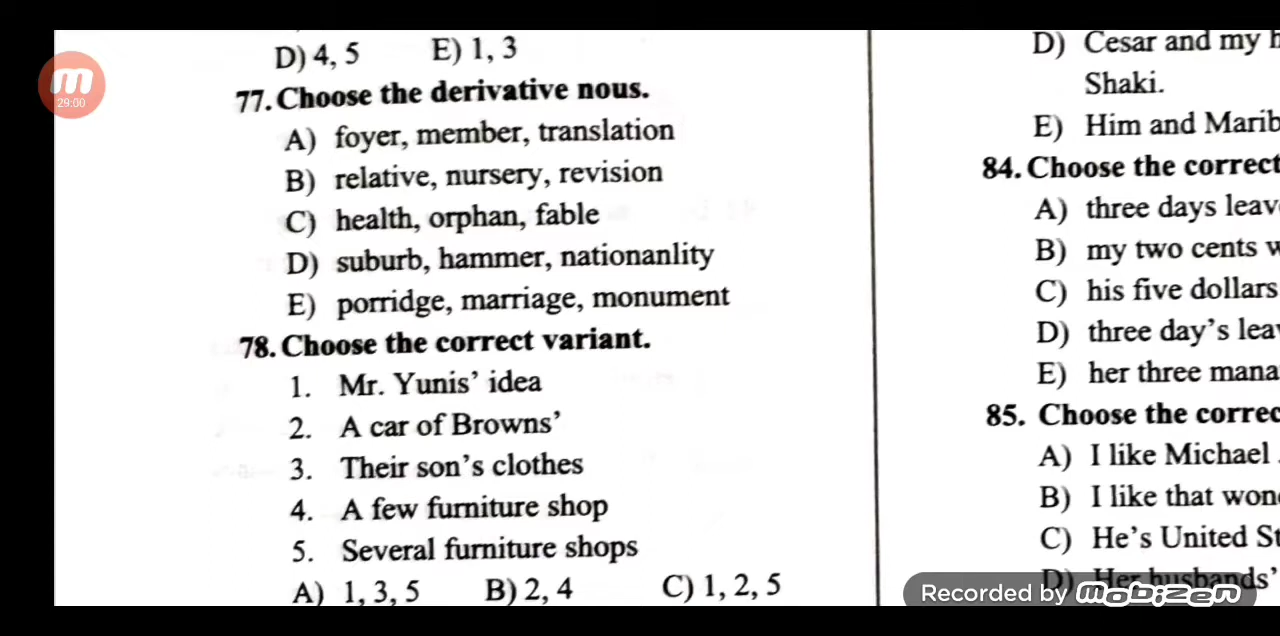 D) 4, 5 E) 1, 3
77. Choose the derivative nous.
A) foyer, member, translation
B) relative, nursery, revision
C) health, orphan, fable
D) suburb, hammer, nationanlity
E) porridge, marriage, monument
78. Choose the correct variant.
1. Mr. Yunis’ idea
2. A car of Browns’
3. Their son’s clothes
4. A few furniture shop
5. Several furniture shops
A) 1, 3, 5 B) 2, 4 C) 1, 2, 5
D) Cesar and my
Shaki.
E) Him and Marib
84. Choose the correct
A) three days leav
B) my two cents
C) his five dollars
D) three day’s lea
E) her three mana
85. Choose the correc
A) I like Michael
B) I like that won
C) He’s United St
D) Her husbands’
m
29:00
Recorded by mobizen